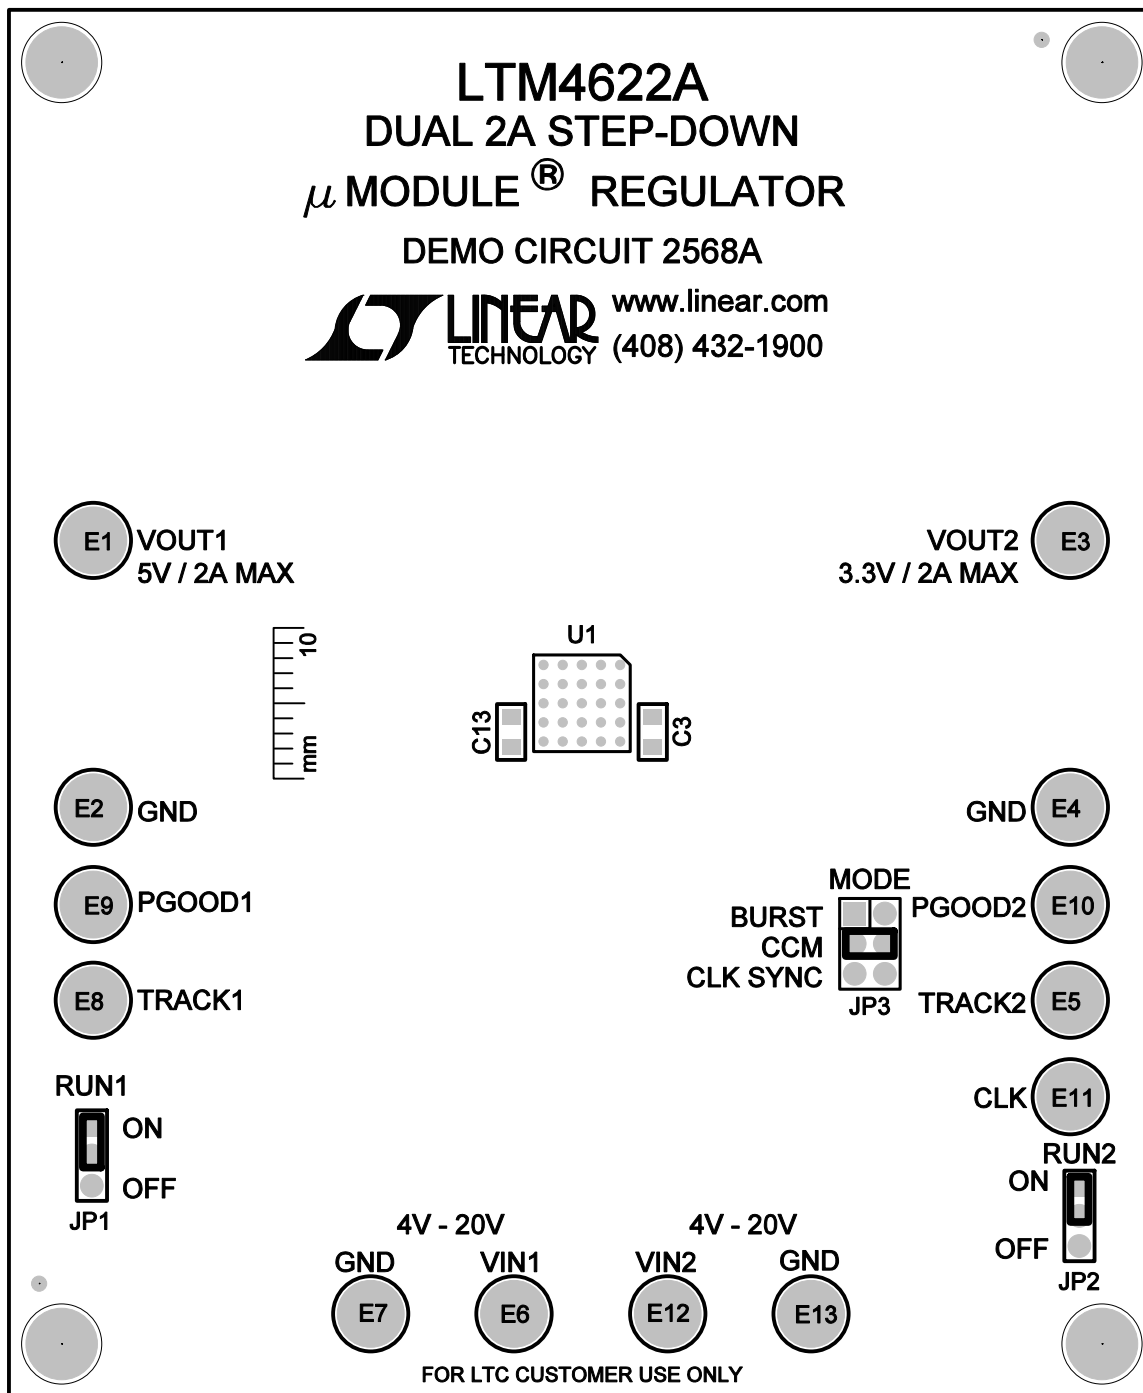 LTM4622A
DUAL 2A STEP-DOWN
μ MODULE ® REGULATOR
DEMO CIRCUIT 2568A
LINEAR TECHNOLOGY
www.linear.com
(408) 432-1900
E1 VOUT1
5V / 2A MAX
VOUT2 E3
3.3V / 2A MAX
10
mm
U1
C13
C3
E2 GND
GND E4
E9 PGOOD1
MODE
BURST
CCM
CLK SYNC
JP3
PGOOD2 E10
E8 TRACK1
TRACK2 E5
RUN1
ON
OFF
JP1
CLK E11
RUN2
ON
OFF
JP2
4V - 20V
4V - 20V
GND
VIN1
VIN2
GND
E7
E6
E12
E13
FOR LTC CUSTOMER USE ONLY